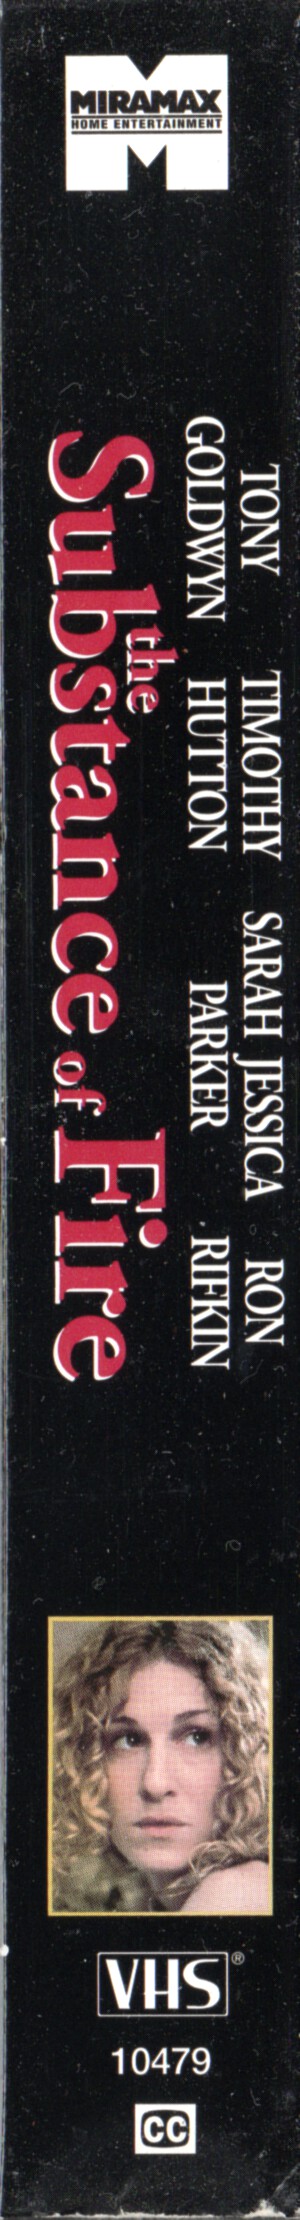 MIRAMAX
HOME ENTERTAINMENT
TONY TIMOTHY SARAH JESSICA RON
GOLDWYN HUTTON PARKER RIFKIN
the
Substance of Fire
VHS®
10479
CC